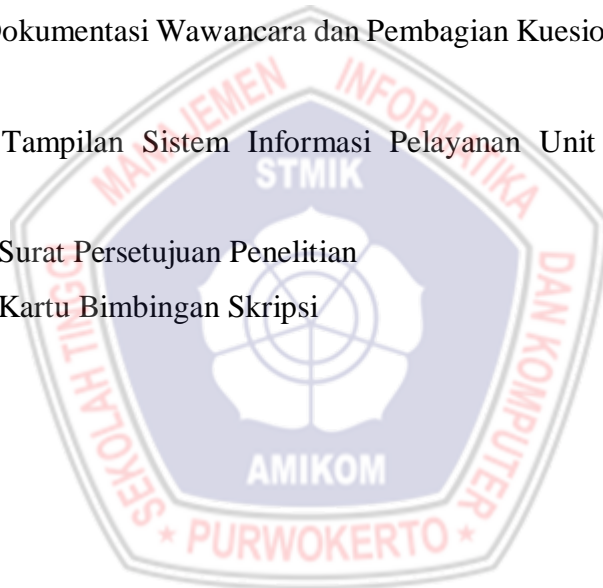 Dokumentasi Wawancara dan Pembagian
Tampilan Sistem Informasi Pelayanan Unit
Surat Persetujuan Penelitian
Kartu Bimbingan Skripsi
SEKOLAH TINGGI MANAJEMEN INFORMATIKA DAN KOMPUTER
STMIK
AMIKOM
* PURWOKERTO *